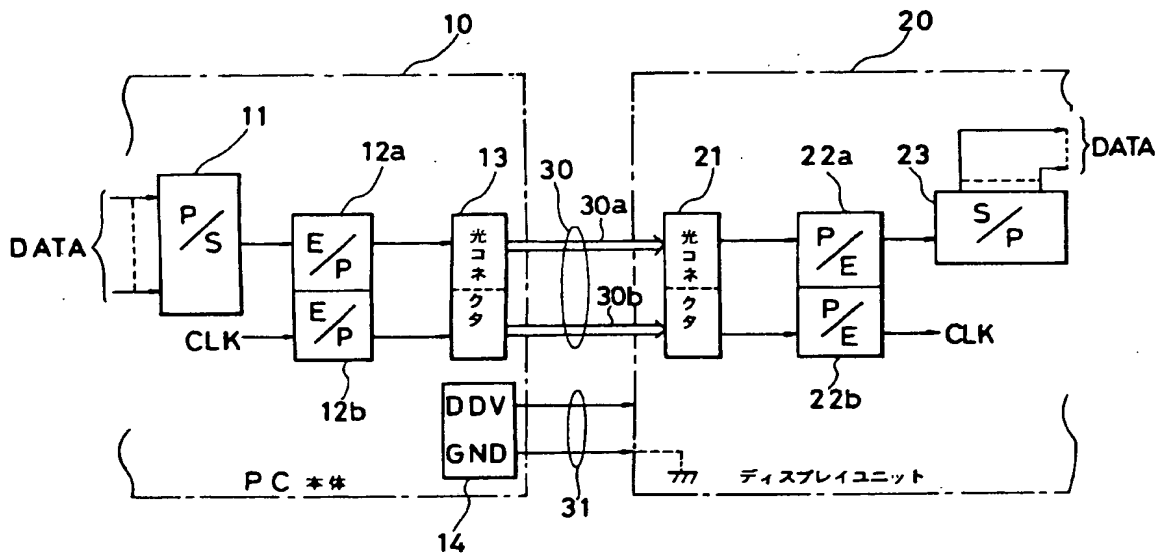 10
20
11
12a
13
30
30a
21
22a
23
DATA
P/S
E/P
光コネクタ
光コネクタ
P/E
S/P
DATA
30b
CLK
E/P
P/E
CLK
12b
22b
DDV
GND
PC 本体
14
31
ディスプレイユニット